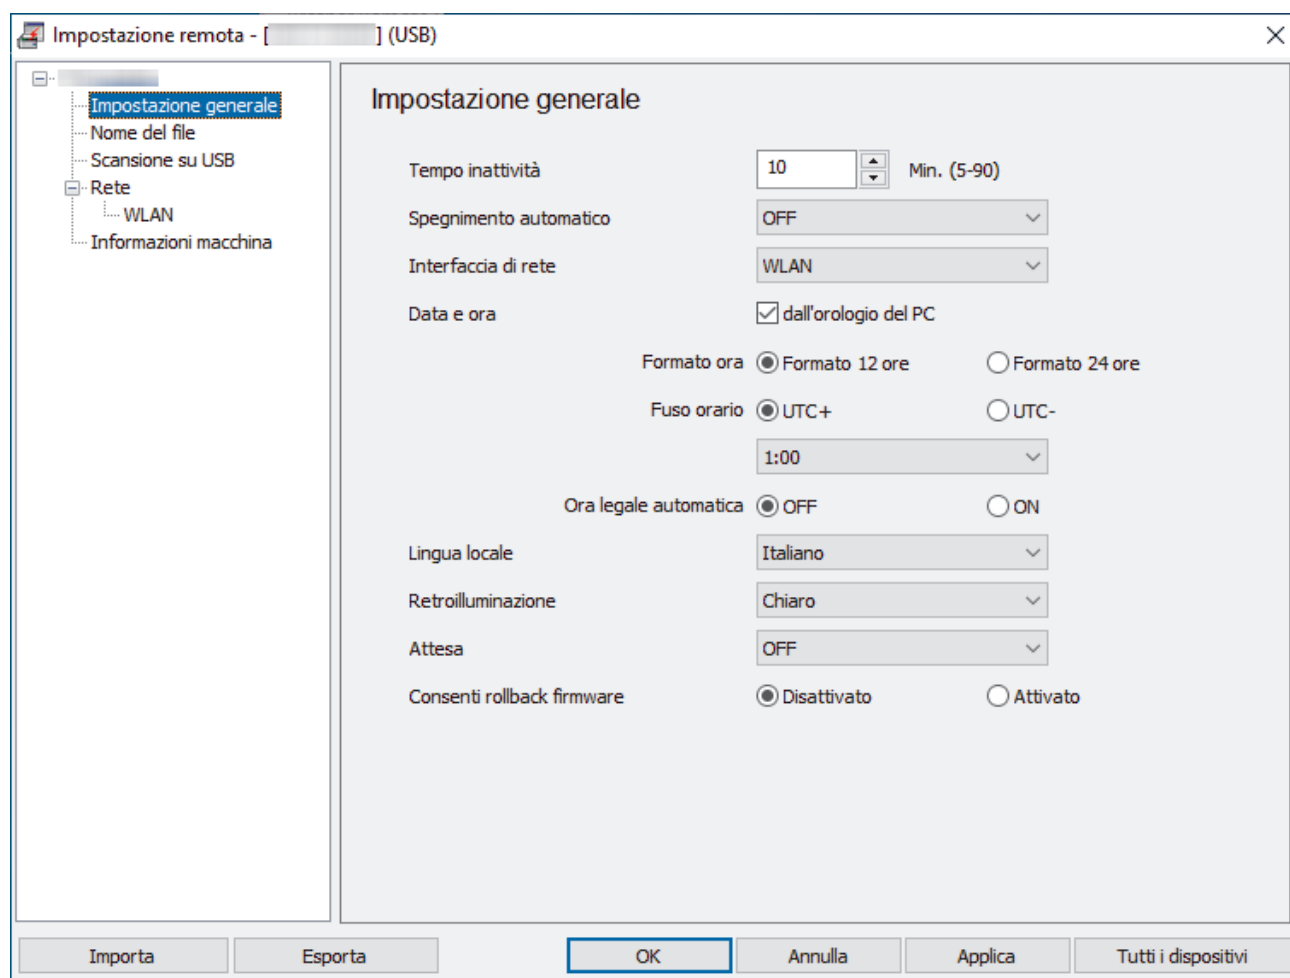 Impostazione remota - [ ] (USB)
Impostazione generale
Nome del file
Scansione su USB
Rete
WLAN
Informazioni macchina
Impostazione generale
Tempo inattività 10 Min. (5-90)
Spegnimento automatico OFF
Interfaccia di rete WLAN
Data e ora dall'orologio del PC
Formato ora Formato 12 ore Formato 24 ore
Fuso orario UTC+ UTC-
1:00
Ora legale automatica OFF ON
Lingua locale Italiano
Retroilluminazione Chiaro
Attesa OFF
Consenti rollback firmware Disattivato Attivato
Importa Esporta OK Annulla Applica Tutti i dispositivi